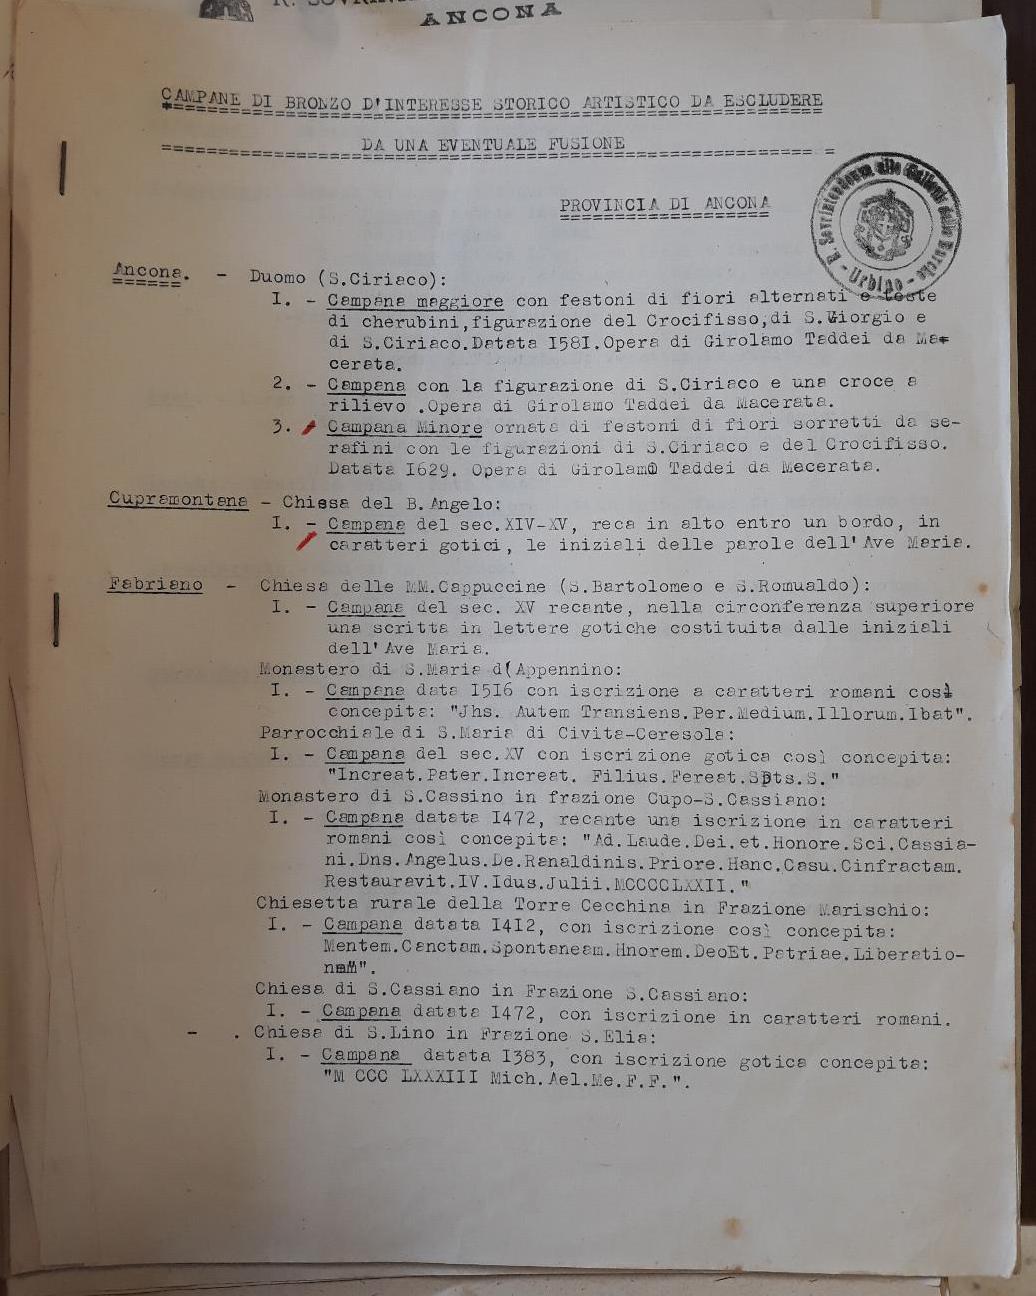 ANCONA
CAMPANE DI BRONZO D'INTERESSE STORICO ARTISTICO DA ESCLUDERE
DA UNA EVENTUALE FUSIONE
PROVINCIA DI ANCONA
R. Sovrintendenza alle Gallerie delle Marche - Urbino -
Ancona. - Duomo (S.Ciriaco):
I. - Campana maggiore con festoni di fiori alternati e teste
di cherubini,figurazione del Crocifisso,di S.Giorgio e
di S.Ciriaco.Datata I58I.Opera di Girolamo Taddei da Ma-
cerata.
2. - Campana con la figurazione di S.Ciriaco e una croce a
rilievo .Opera di Girolamo Taddei da Macerata.
3. - Campana Minore ornata di festoni di fiori sorretti da se-
rafini con le figurazioni di S.Ciriaco e del Crocifisso.
Datata I629. Opera di Girolamo Taddei da Mecerata.
Cupramontana - Chiesa del B.Angelo:
I. - Campana del sec.XIV-XV, reca in alto entro un bordo, in
caratteri gotici, le iniziali delle parole dell'Ave Maria.
Fabriano - Chiesa delle MM.Cappuccine (S.Bartolomeo e S.Romualdo):
I. - Campana del sec. XV recante, nella circonferenza superiore
una scritta in lettere gotiche costituita dalle iniziali
dell'Ave Maria.
Monastero di S.Maria d(Appennino:
I. - Campana data I5I6 con iscrizione a caratteri romani così
concepita: "Jhs. Autem Transiens.Per.Medium.Illorum.Ibat".
Parrocchiale di S.Maria di Civita-Ceresola:
I. - Campana del sec.XV con iscrizione gotica così concepita:
"Increat.Pater.Increat. Filius.Fereat.Spts.S."
Monastero di S.Cassino in frazione Cupo-S.Cassiano:
I. - Campana datata I472, recante una iscrizione in caratteri
romani così concepita: "Ad.Laude.Dei.et.Honore.Sci.Cassia-
ni.Dns.Angelus.De.Ranaldinis.Priore.Hanc.Casu.Cinfractam.
Restauravit.IV.Idus.Julii.MCCCCLXXII."
Chiesetta rurale della Torre Cecchina in Frazione Marischio:
I. - Campana datata I4I2, con iscrizione così concepita:
Mentem.Canctam.Spontaneam.Hnorem.DeoEt.Patriae.Liberatio-
nem".
Chiesa di S.Cassiano in Frazione S.Cassiano:
I. - Campana datata I472, con iscrizione in caratteri romani.
- . Chiesa di S.Lino in Frazione S.Elia:
I. - Campana datata I383, con iscrizione gotica concepita:
"M CCC LXXXIII Mich.Ael.Me.F.F.".